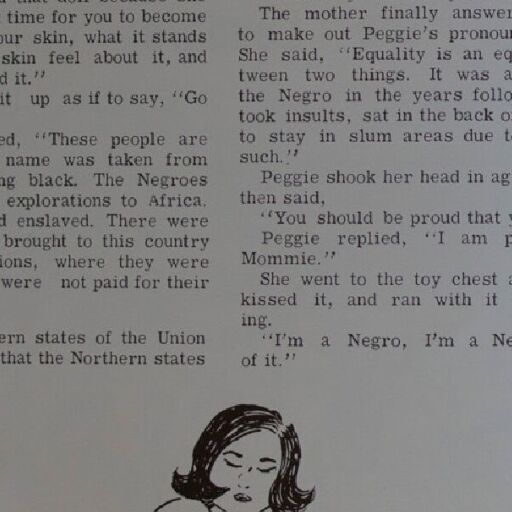 time for you to become
our skin, what it stands
skin feel about it, and
d it."
it up as if to say, "Go
ed, "These people are
name was taken from
ng black. The Negroes
explorations to Africa.
d enslaved. There were
brought to this country
ions, where they were
were not paid for their
ern states of the Union
that the Northern states
The mother finally answer
to make out Peggie's pronou
She said, "Equality is an eq
tween two things. It was a
the Negro in the years follo
took insults, sat in the back o
to stay in slum areas due t
such."
Peggie shook her head in ag
then said,
"You should be proud that y
Peggie replied, "I am p
Mommie."
She went to the toy chest a
kissed it, and ran with it
ing.
"I'm a Negro, I'm a Ne
of it."